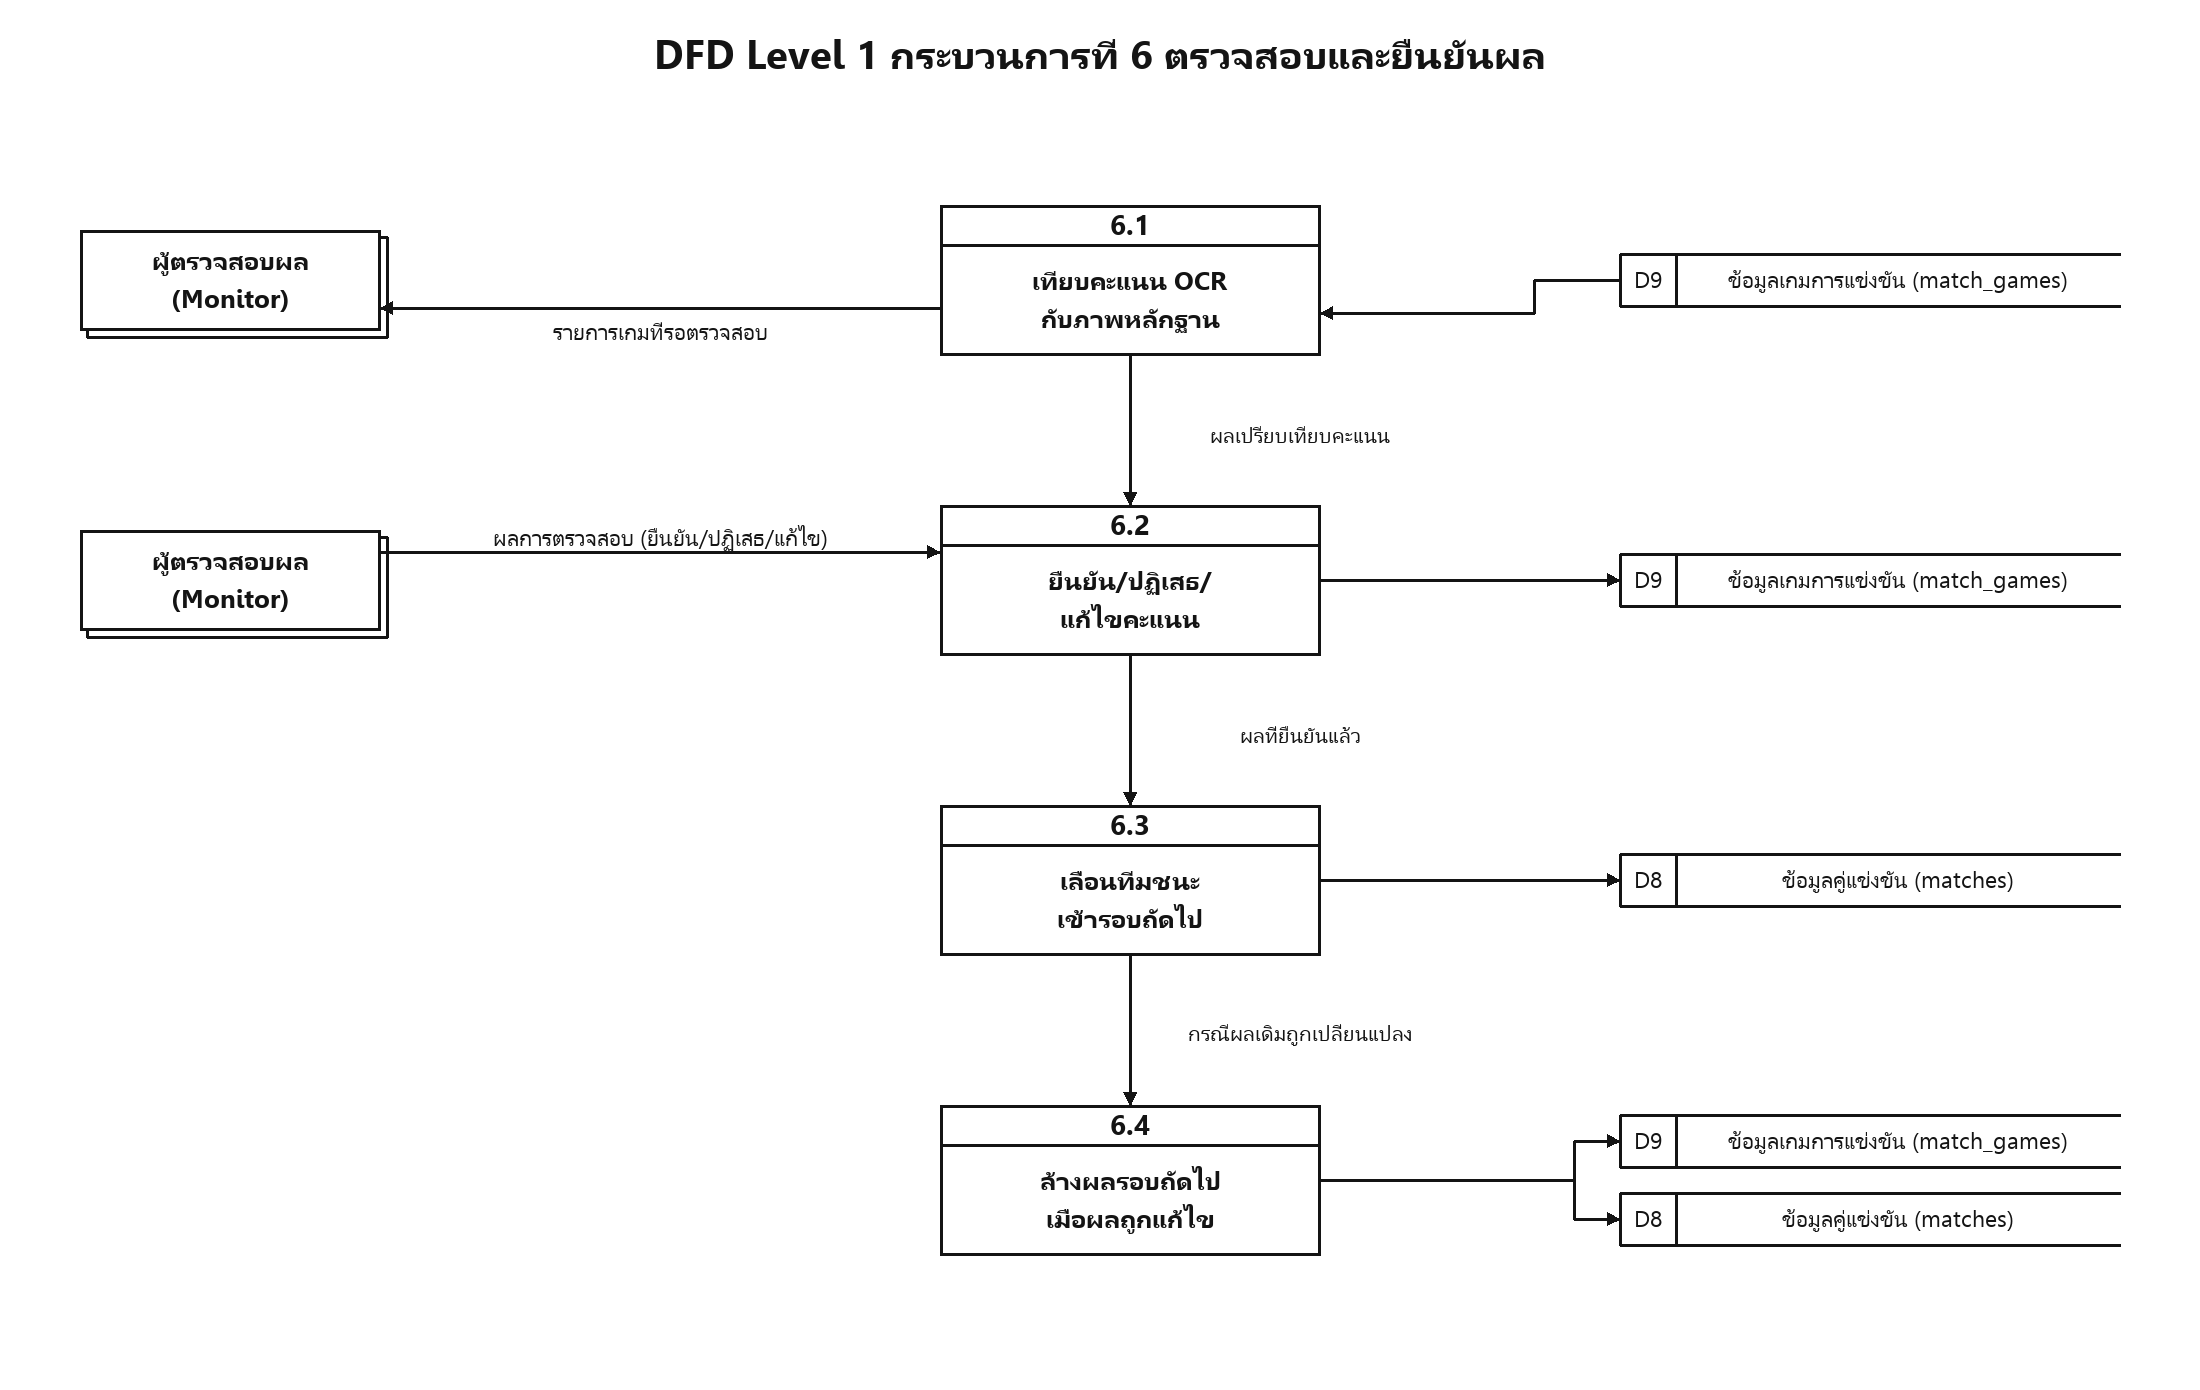 DFD Level 1 กระบวนการที่ 6 ตรวจสอบและยืนยันผล
6.1
เทียบคะแนน OCR
กับภาพหลักฐาน
ผู้ตรวจสอบผล
(Monitor)
รายการเกมที่รอตรวจสอบ
D9
ข้อมูลเกมการแข่งขัน (match_games)
ผลเปรียบเทียบคะแนน
6.2
ยืนยัน/ปฏิเสธ/
แก้ไขคะแนน
ผู้ตรวจสอบผล
(Monitor)
ผลการตรวจสอบ (ยืนยัน/ปฏิเสธ/แก้ไข)
D9
ข้อมูลเกมการแข่งขัน (match_games)
ผลที่ยืนยันแล้ว
6.3
เลื่อนทีมชนะ
เข้ารอบถัดไป
D8
ข้อมูลคู่แข่งขัน (matches)
กรณีผลเดิมถูกเปลี่ยนแปลง
6.4
ล้างผลรอบถัดไป
เมื่อผลถูกแก้ไข
D9
ข้อมูลเกมการแข่งขัน (match_games)
D8
ข้อมูลคู่แข่งขัน (matches)